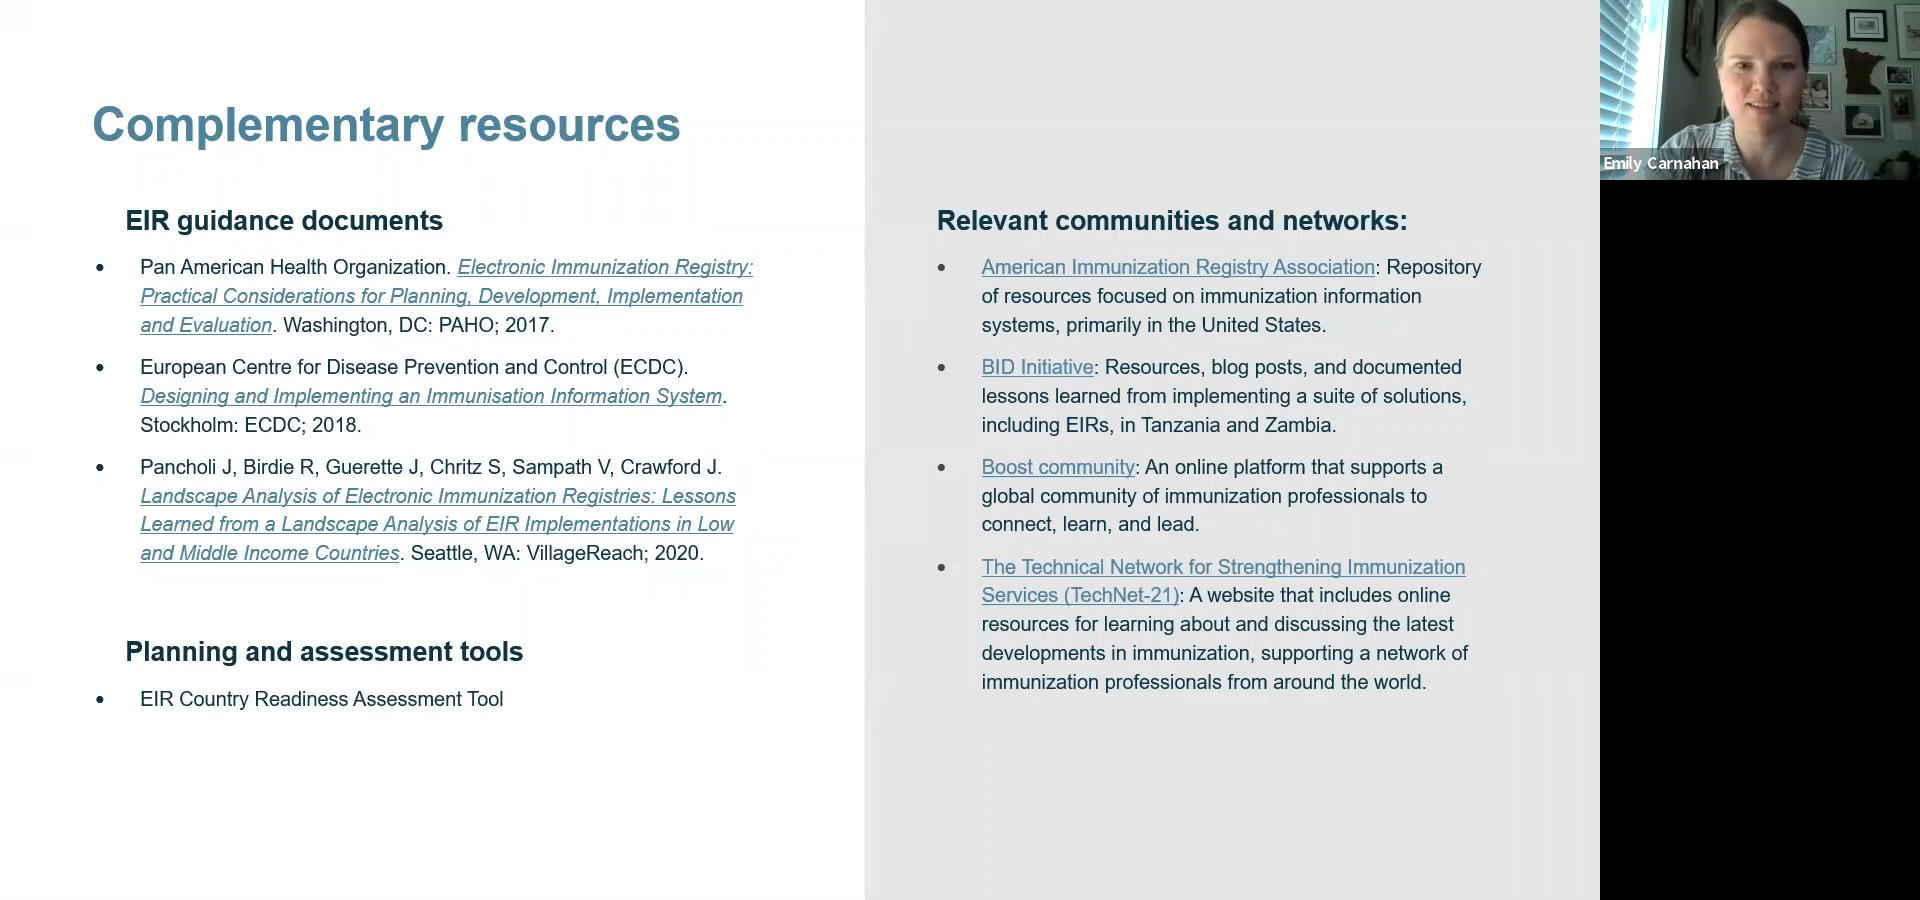 Complementary resources
EIR guidance documents
• Pan American Health Organization. Electronic Immunization Registry:
Practical Considerations for Planning, Development, Implementation
and Evaluation. Washington, DC: PAHO; 2017.
• European Centre for Disease Prevention and Control (ECDC).
Designing and Implementing an Immunisation Information System.
Stockholm: ECDC; 2018.
• Pancholi J, Birdie R, Guerette J, Chritz S, Sampath V, Crawford J.
Landscape Analysis of Electronic Immunization Registries: Lessons
Learned from a Landscape Analysis of EIR Implementations in Low
and Middle Income Countries. Seattle, WA: VillageReach; 2020.
Planning and assessment tools
• EIR Country Readiness Assessment Tool
Relevant communities and networks:
• American Immunization Registry Association: Repository
of resources focused on immunization information
systems, primarily in the United States.
• BID Initiative: Resources, blog posts, and documented
lessons learned from implementing a suite of solutions,
including EIRs, in Tanzania and Zambia.
• Boost community: An online platform that supports a
global community of immunization professionals to
connect, learn, and lead.
• The Technical Network for Strengthening Immunization
Services (TechNet-21): A website that includes online
resources for learning about and discussing the latest
developments in immunization, supporting a network of
immunization professionals from around the world.
Emily Carnahan